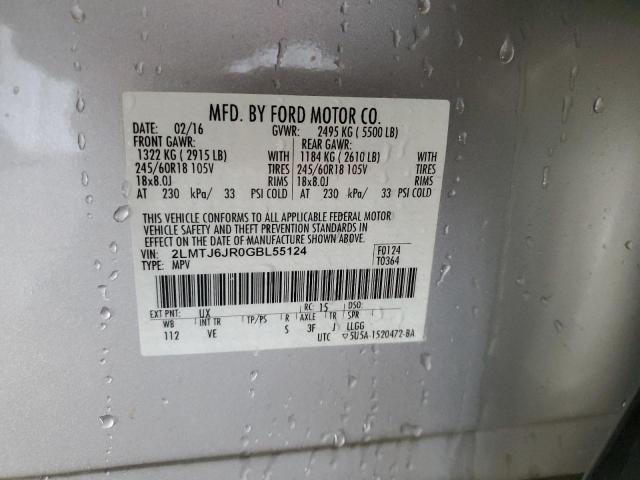 MFD. BY FORD MOTOR CO.
DATE: 02/16 GVWR: 2495 KG ( 5500 LB)
FRONT GAWR: REAR GAWR:
1322 KG ( 2915 LB) 1184 KG ( 2610 LB)
245/60R18 105V TIRES 245/60R18 105V TIRES
18x8.0J RIMS 18x8.0J RIMS
AT 230 kPa/ 33 PSI COLD AT 230 kPa/ 33 PSI COLD
THIS VEHICLE CONFORMS TO ALL APPLICABLE FEDERAL MOTOR
VEHICLE SAFETY AND THEFT PREVENTION STANDARDS IN
EFFECT ON THE DATE OF MANUFACTURE SHOWN ABOVE.
VIN: 2LMTJ6JR0GBL55124 F0124
TYPE: MPV T0364
EXT PNT: UX RC: 15 DSO:
WB INT TR TP/PS R AXLE TR SPR
112 VE S 3F J LLGG
UTC ▽5U5A-1520472-BA